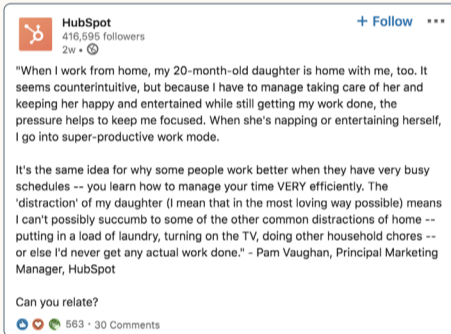 HubSpot
+ Follow ...
416,595 followers
2w •
"When I work from home, my 20-month-old daughter is home with me, too. It
seems counterintuitive, but because I have to manage taking care of her and
keeping her happy and entertained while still getting my work done, the
pressure helps to keep me focused. When she's napping or entertaining herself,
I go into super-productive work mode.
It's the same idea for why some people work better when they have very busy
schedules -- you learn how to manage your time VERY efficiently. The
'distraction' of my daughter (I mean that in the most loving way possible) means
I can't possibly succumb to some of the other common distractions of home --
putting in a load of laundry, turning on the TV, doing other household chores --
or else I'd never get any actual work done." - Pam Vaughan, Principal Marketing
Manager, HubSpot
Can you relate?
563 · 30 Comments